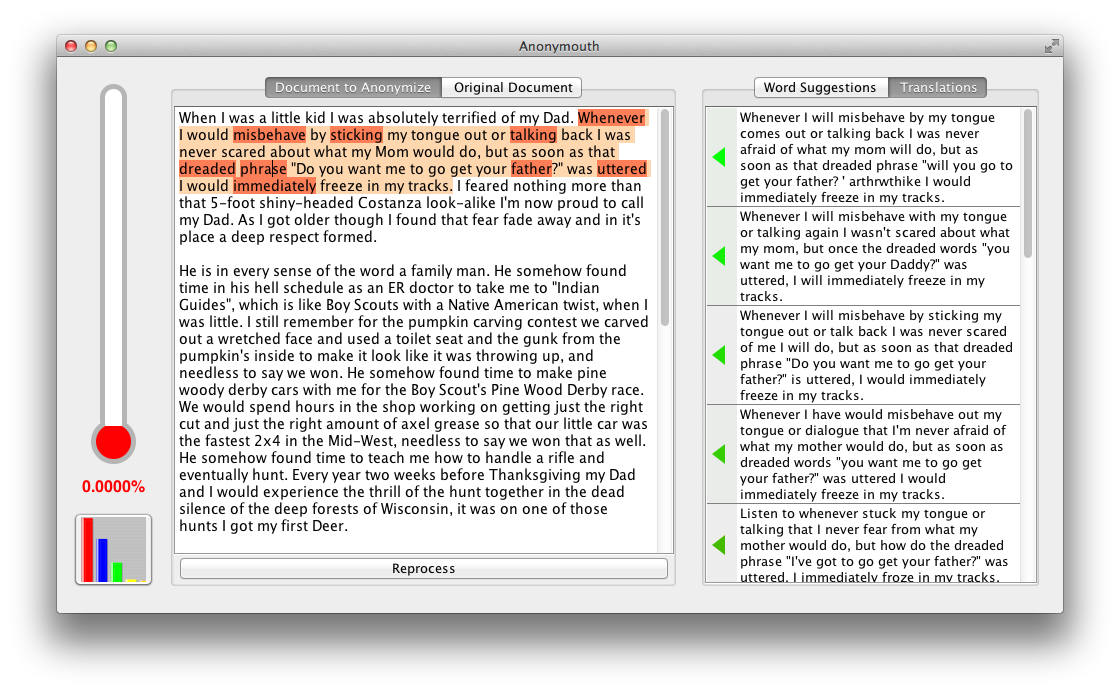 Anonymouth
Document to Anonymize
Original Document
Word Suggestions
Translations
When I was a little kid I was absolutely terrified of my Dad. Whenever
I would misbehave by sticking my tongue out or talking back I was
never scared about what my Mom would do, but as soon as that
dreaded phrase "Do you want me to go get your father?" was uttered
I would immediately freeze in my tracks. I feared nothing more than
that 5-foot shiny-headed Costanza look-alike I'm now proud to call
my Dad. As I got older though I found that fear fade away and in it's
place a deep respect formed.
He is in every sense of the word a family man. He somehow found
time in his hell schedule as an ER doctor to take me to "Indian
Guides", which is like Boy Scouts with a Native American twist, when I
was little. I still remember for the pumpkin carving contest we carved
out a wretched face and used a toilet seat and the gunk from the
pumpkin's inside to make it look like it was throwing up, and
needless to say we won. He somehow found time to make pine
woody derby cars with me for the Boy Scout's Pine Wood Derby race.
We would spend hours in the shop working on getting just the right
cut and just the right amount of axel grease so that our little car was
the fastest 2x4 in the Mid-West, needless to say we won that as well.
He somehow found time to teach me how to handle a rifle and
eventually hunt. Every year two weeks before Thanksgiving my Dad
and I would experience the thrill of the hunt together in the dead
silence of the deep forests of Wisconsin, it was on one of those
hunts I got my first Deer.
Reprocess
0.0000%
Whenever I will misbehave by my tongue
comes out or talking back I was never
afraid of what my mom will do, but as
soon as that dreaded phrase "will you go to
get your father? ' arthrwthike I would
immediately freeze in my tracks.
Whenever I will misbehave with my tongue
or talking again I wasn't scared about what
my mom, but once the dreaded words "you
want me to go get your Daddy?" was
uttered, I will immediately freeze in my
tracks.
Whenever I will misbehave by sticking my
tongue out or talk back I was never scared
of me I will do, but as soon as that dreaded
phrase "Do you want me to go get your
father?" is uttered, I would immediately
freeze in my tracks.
Whenever I have would misbehave out my
tongue or dialogue that I'm never afraid of
what my mother would do, but as soon as
dreaded words "you want me to go get
your father?" was uttered I would
immediately freeze in my tracks.
Listen to whenever stuck my tongue or
talking that I never fear from what my
mother would do, but how do the dreaded
phrase "I've got to go get your father?" was
uttered, I immediately froze in my tracks.